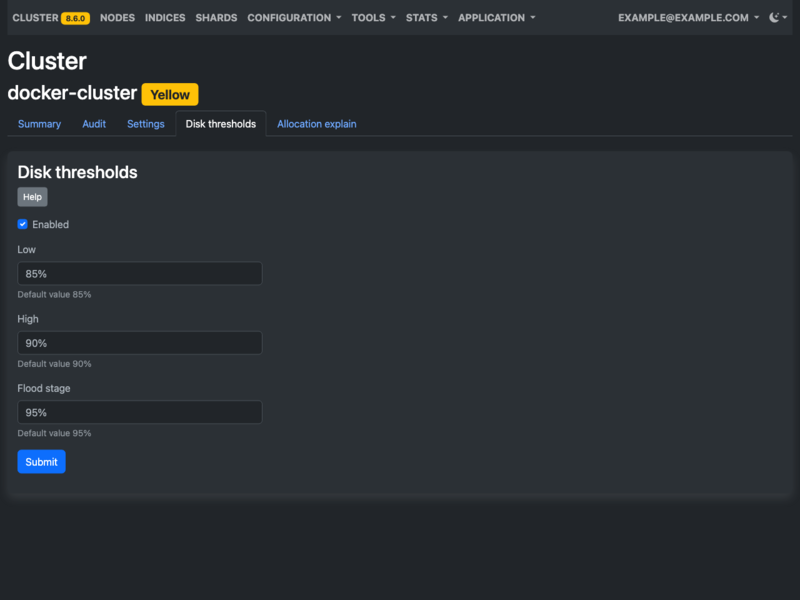 CLUSTER 8.6.0 NODES INDICES SHARDS CONFIGURATION TOOLS STATS APPLICATION EXAMPLE@EXAMPLE.COM
Cluster
docker-cluster Yellow
Summary Audit Settings Disk thresholds Allocation explain
Disk thresholds
Help
Enabled
Low
85%
Default value 85%
High
90%
Default value 90%
Flood stage
95%
Default value 95%
Submit